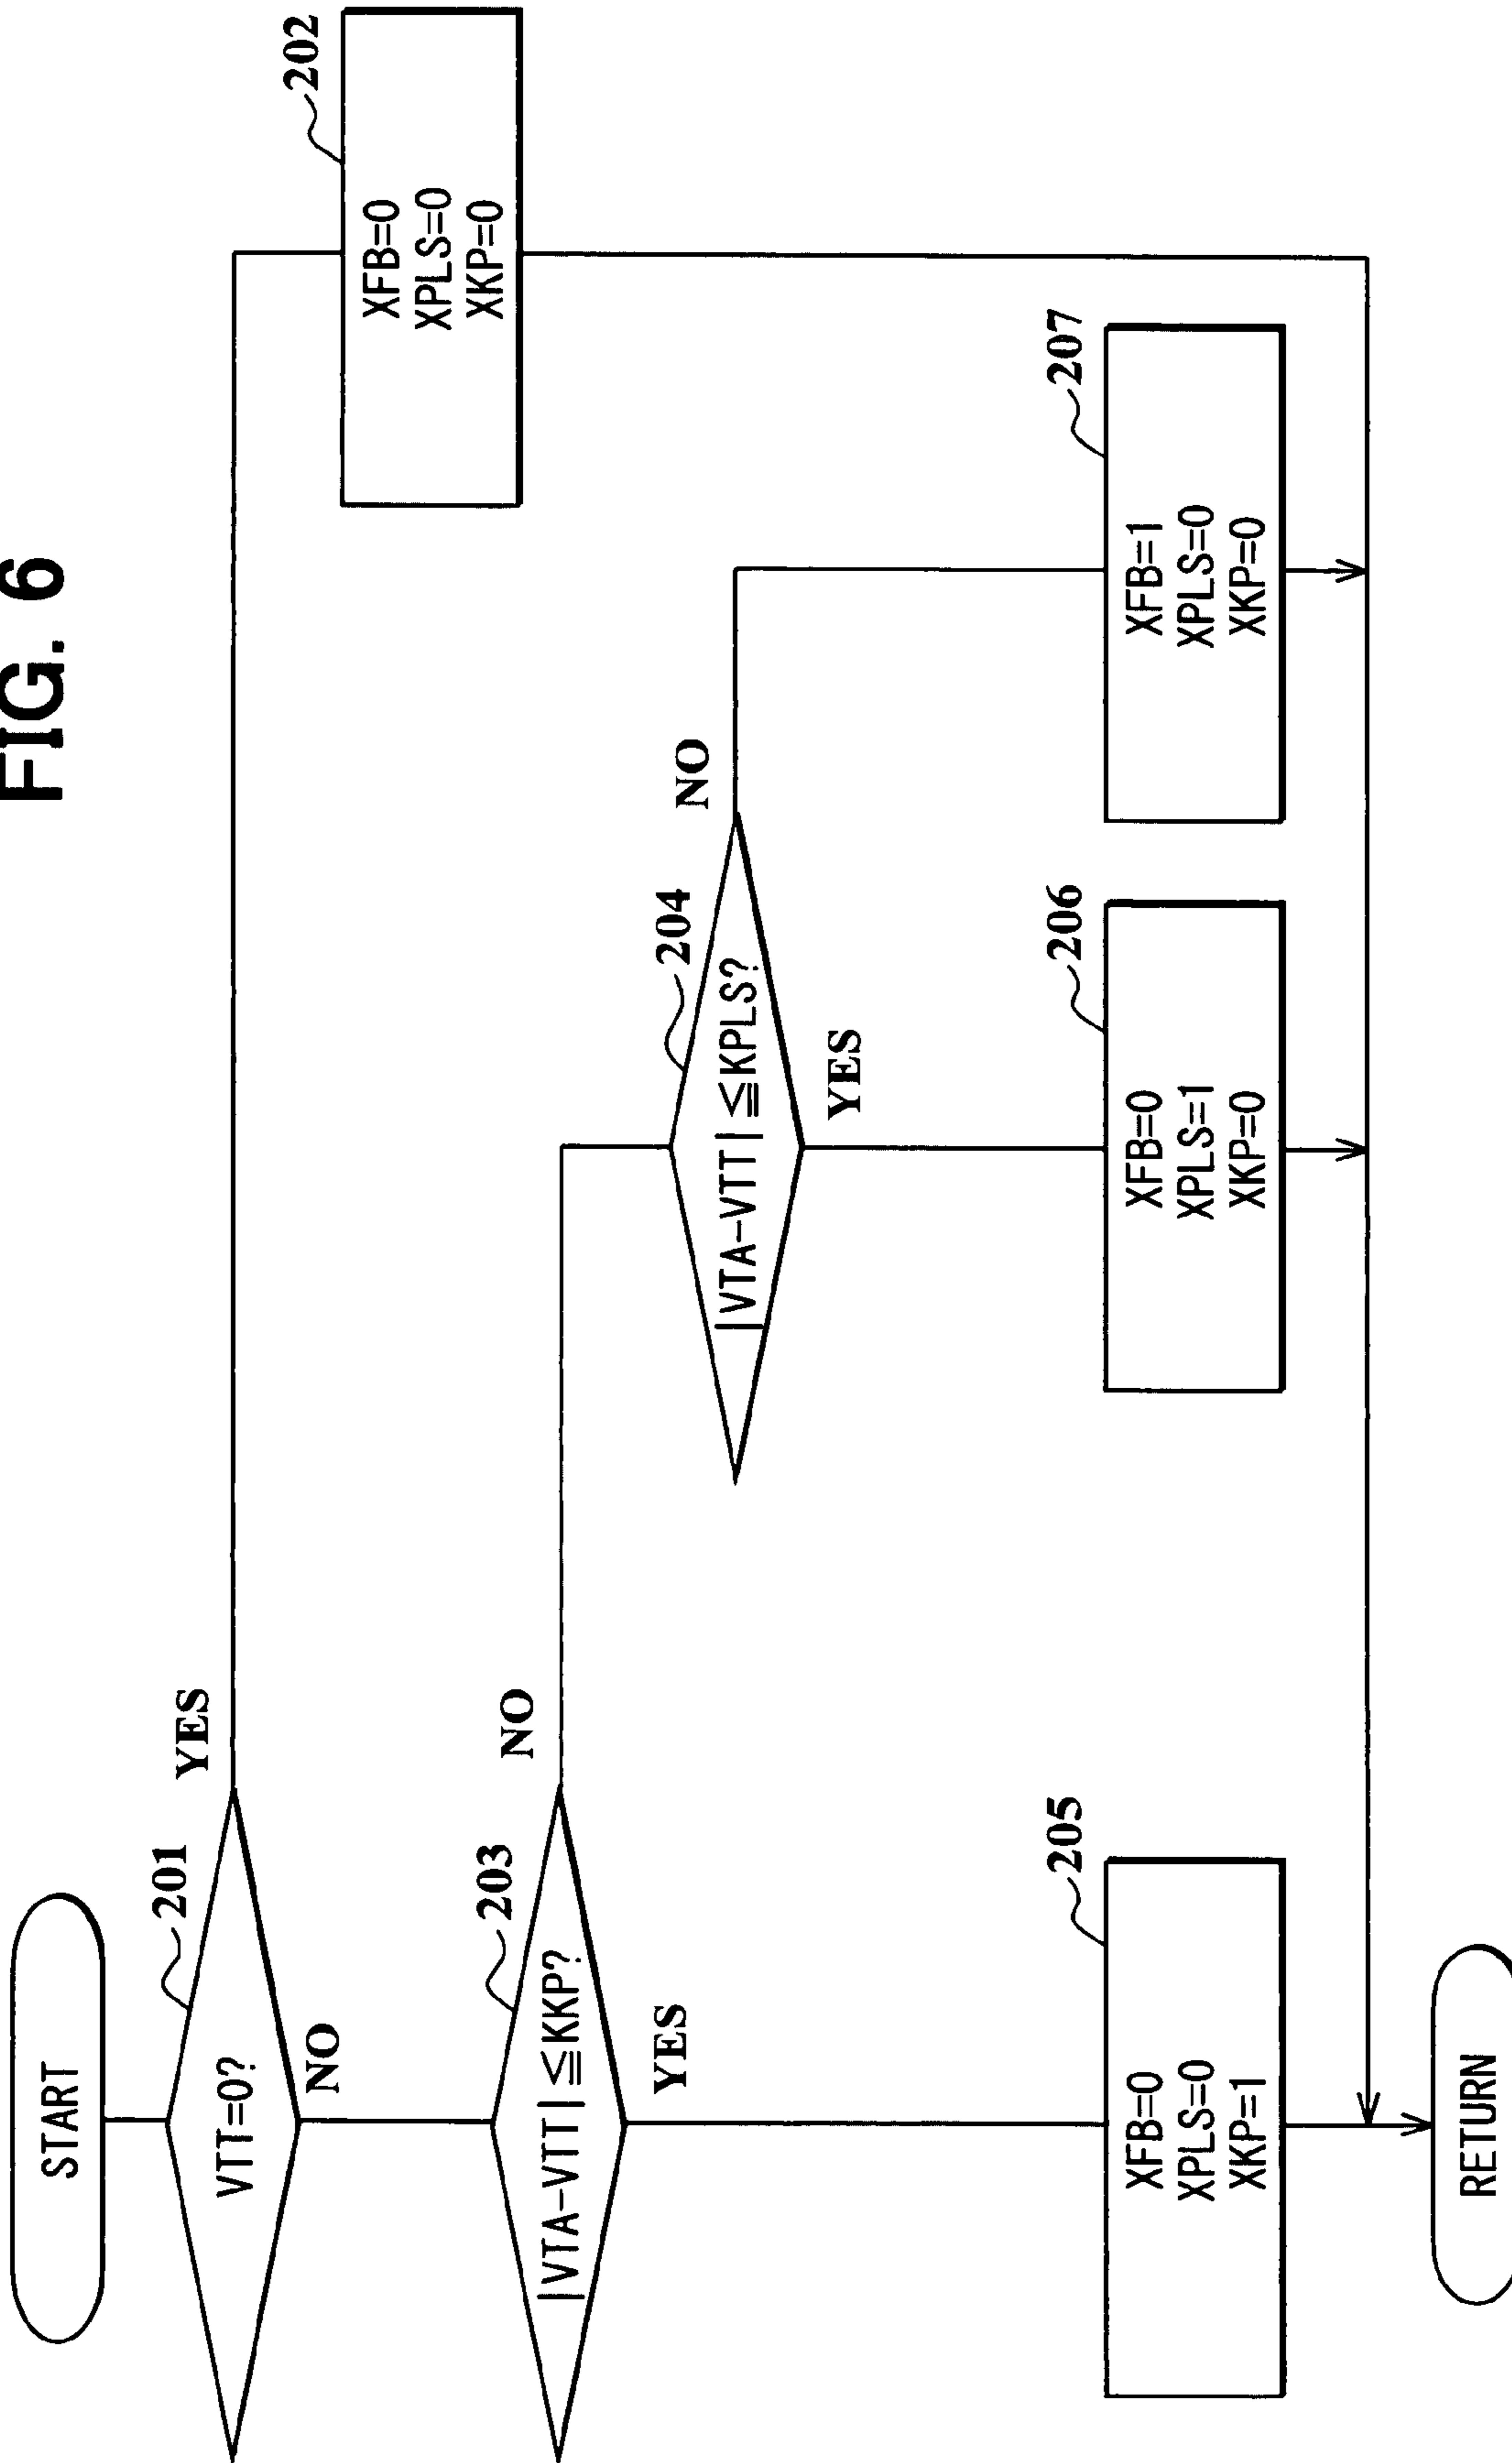 FIG. 6
START
201
VTT=0?
YES
NO
202
XFB=0
XPLS=0
XKP=0
203
|VTA-VTT|≦KKP?
NO
YES
204
|VTA-VTT|≦KPLS?
NO
YES
205
XFB=0
XPLS=0
XKP=1
206
XFB=0
XPLS=1
XKP=0
207
XFB=1
XPLS=0
XKP=0
RETURN